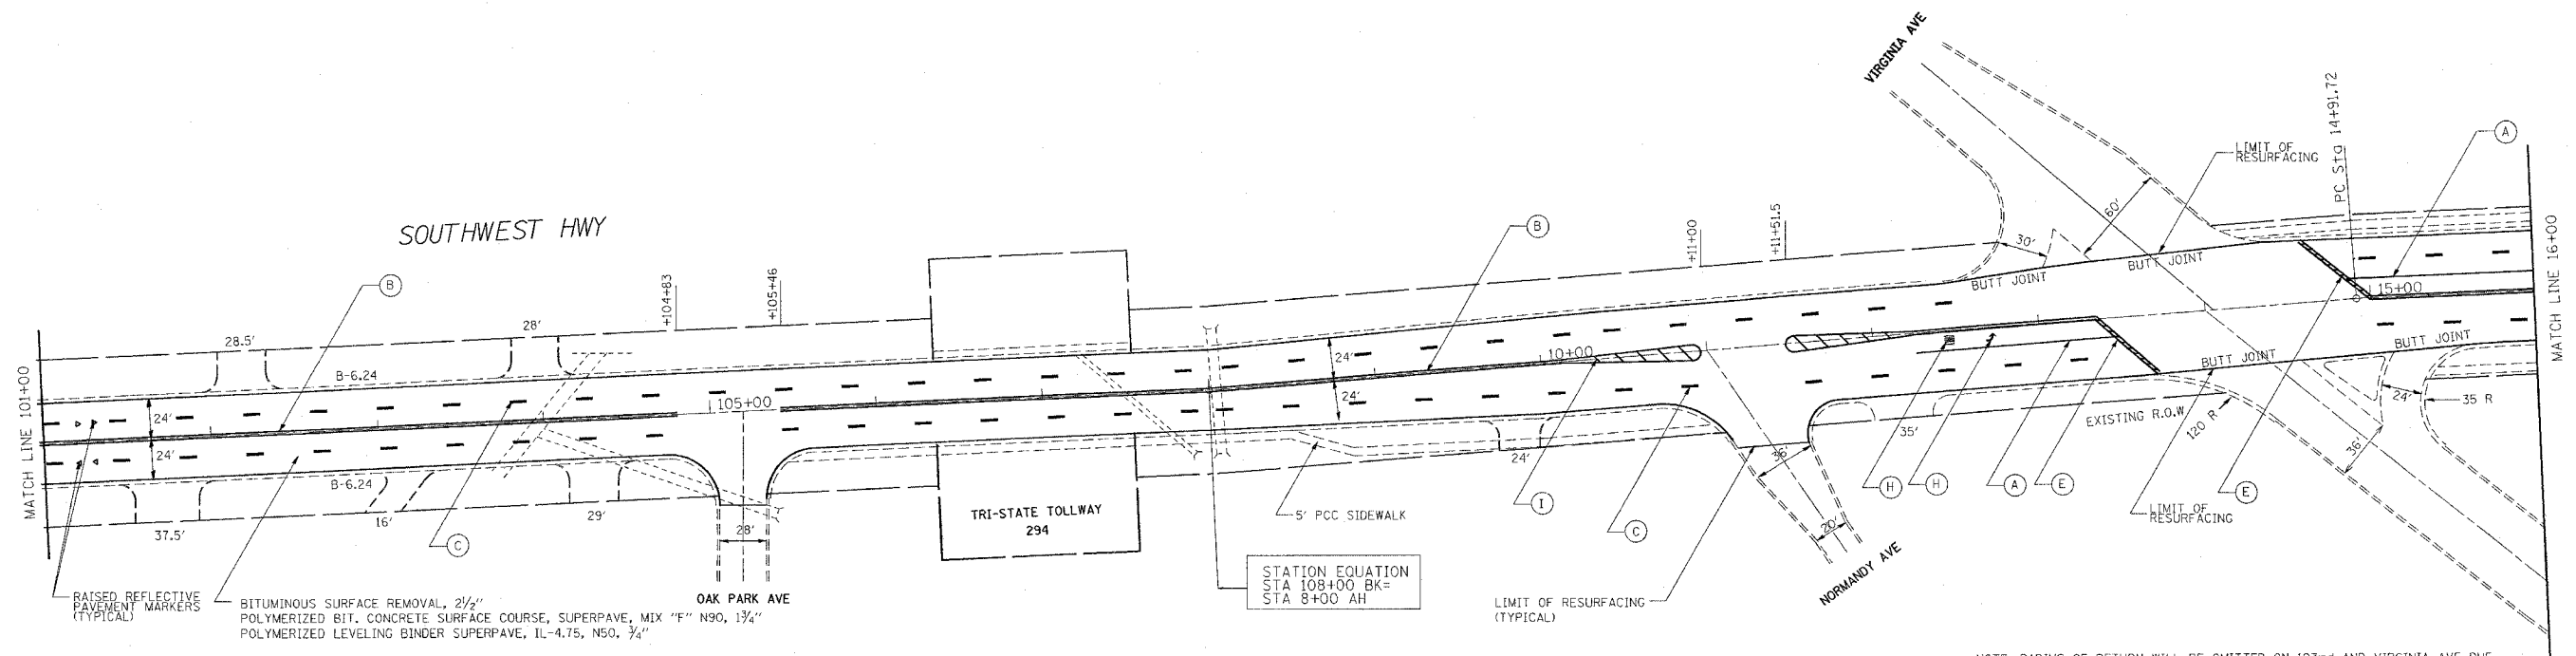 VIRGINIA AVE
PC Sta 14+91.72
A
LIMIT OF
RESURFACING
60'
SOUTHWEST HWY
+11+00
+11+51.5
B
30'
MATCH LINE 16+00
BUTT JOINT
BUTT JOINT
15+00
+104+83
+105+46
B
28'
28.5'
24'
10+00
BUTT JOINT
BUTT JOINT
MATCH LINE 101+00
B-6.24
24'
105+00
24'
24'
24'
35 R
EXISTING R.O.W
35'
120 R
B-6.24
24'
36'
36'
H
H
A
E
E
I
C
37.5'
16'
29'
C
28'
TRI-STATE TOLLWAY
294
5' PCC SIDEWALK
LIMIT OF
RESURFACING
20'
NORMANDY AVE
STATION EQUATION
STA 108+00 BK=
STA 8+00 AH
LIMIT OF RESURFACING
(TYPICAL)
OAK PARK AVE
RAISED REFLECTIVE
PAVEMENT MARKERS
(TYPICAL)
BITUMINOUS SURFACE REMOVAL, 2½"
POLYMERIZED BIT. CONCRETE SURFACE COURSE, SUPERPAVE, MIX "F" N90, 1¾"
POLYMERIZED LEVELING BINDER SUPERPAVE, IL-4.75, N50, ¾"